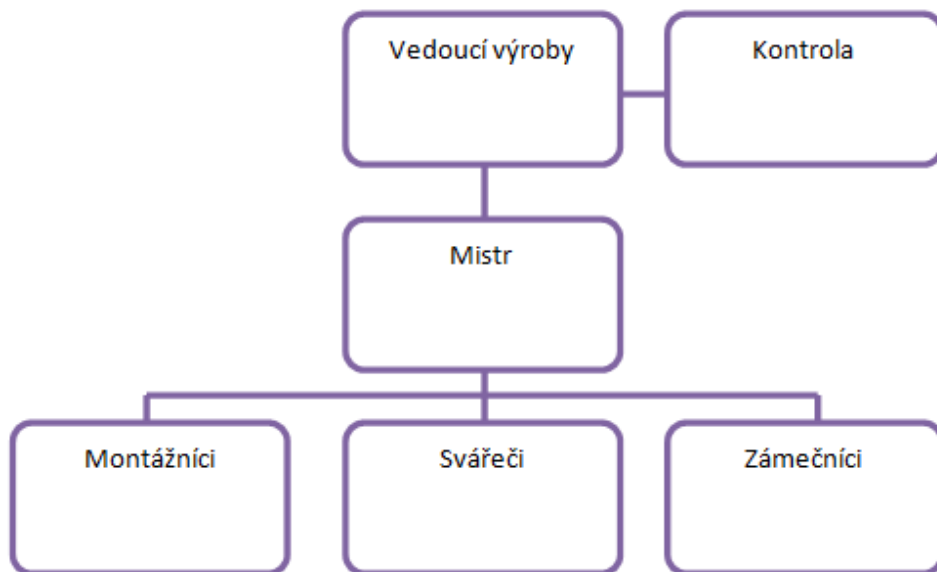 Vedoucí výroby
Kontrola
Mistr
Montážníci
Svářeči
Zámečníci